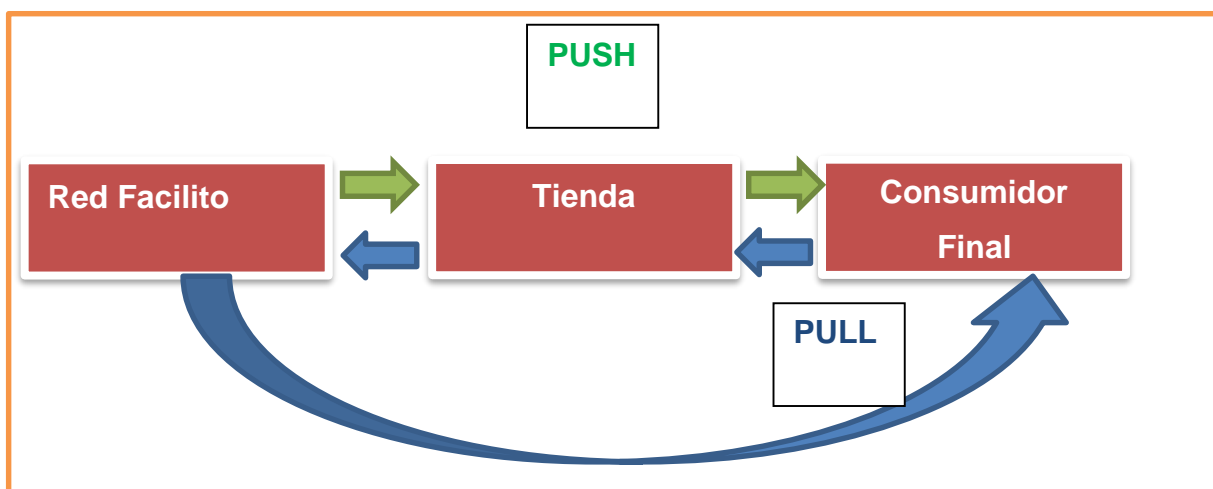 PUSH
Red Facilito
Tienda
Consumidor
Final
PULL